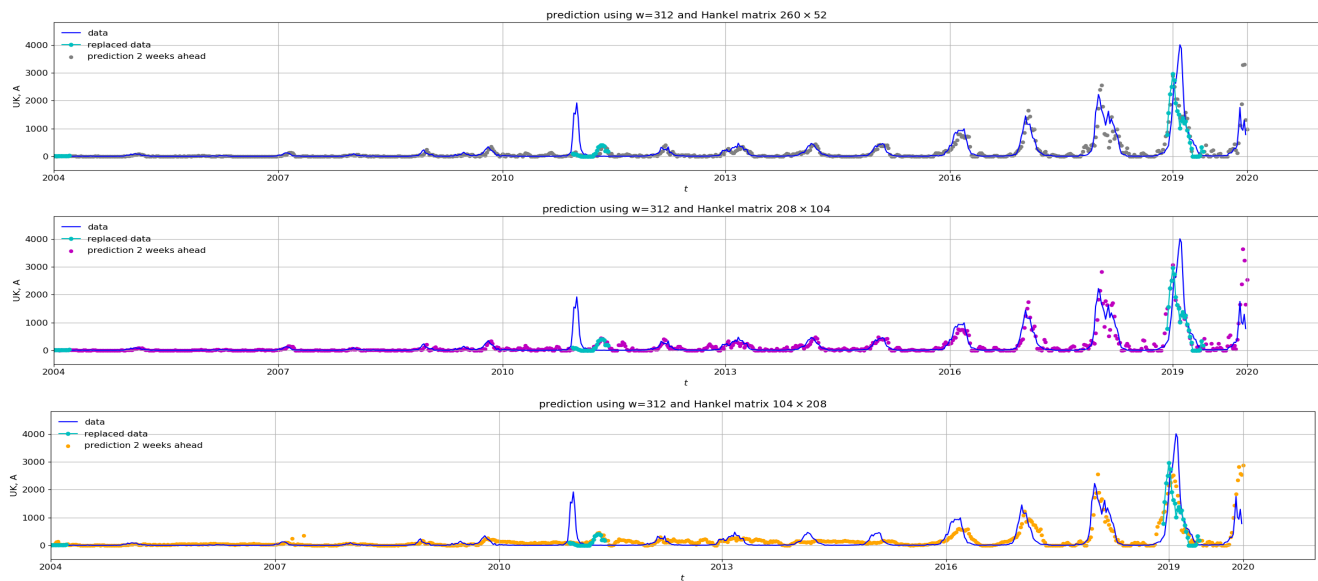 prediction using w=312 and Hankel matrix 260 × 52
data
replaced data
prediction 2 weeks ahead
4000
3000
2000
1000
0
UK, A
2004 2007 2010 2013 2016 2019 2020
t
prediction using w=312 and Hankel matrix 208 × 104
data
replaced data
prediction 2 weeks ahead
4000
3000
2000
1000
0
UK, A
2004 2007 2010 2013 2016 2019 2020
t
prediction using w=312 and Hankel matrix 104 × 208
data
replaced data
prediction 2 weeks ahead
4000
3000
2000
1000
0
UK, A
2004 2007 2010 2013 2016 2019 2020
t